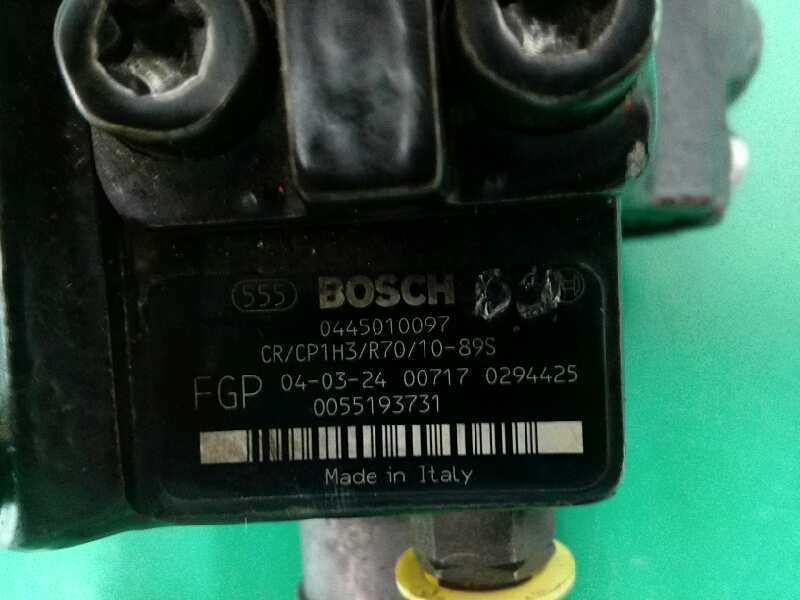 555 BOSCH H
0445010097
CR/CP1H3/R70/10-89S
FGP 04-03-24 00717 0294425
0055193731
Made in Italy